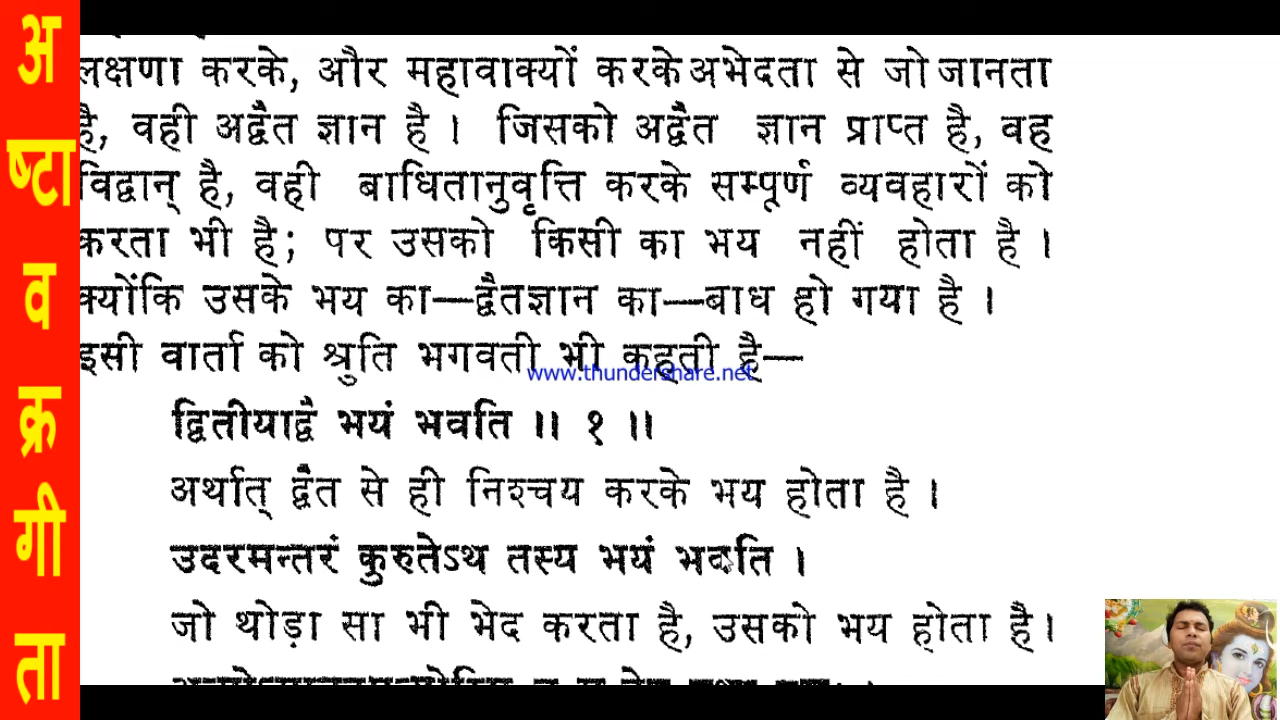 अ
ष्टा
व
क्र
गी
ता
लक्षणा करके, और महावाक्यों करके अभेदता से जो जानता
है, वही अद्वैत ज्ञान है । जिसको अद्वैत ज्ञान प्राप्त है, वह
विद्वान् है, वही बाधितानुवृत्ति करके सम्पूर्ण व्यवहारों को
करता भी है; पर उसको किसी का भय नहीं होता है ।
क्योंकि उसके भय का—द्वैतज्ञान का—बाध हो गया है ।
इसी वार्ता को श्रुति भगवती भी कहती है—
www.thundershare.net
द्वितीयाद्वै भयं भवति ॥ १ ॥
अर्थात् द्वैत से ही निश्चय करके भय होता है ।
उदरमन्तरं कुरुतेऽथ तस्य भयं भवति ।
जो थोड़ा सा भी भेद करता है, उसको भय होता है।